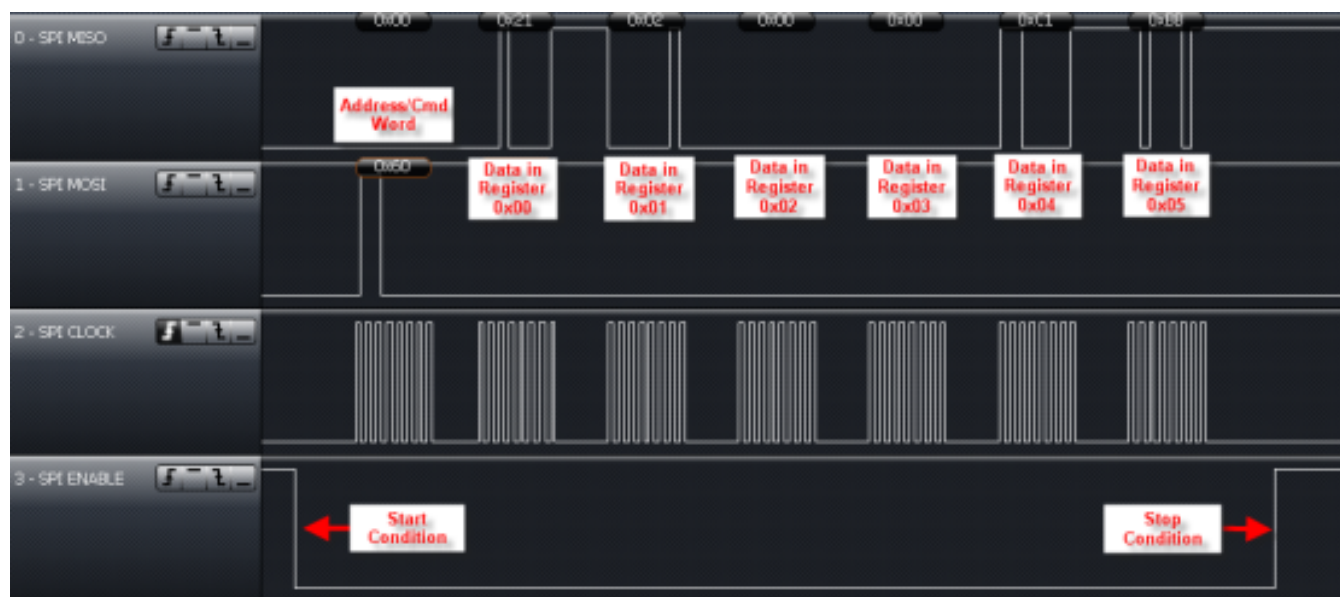 0x00 0x21 0x02 0x00 0x00 0xC1 0xBB
0 - SPI MISO
Address/Cmd
Word
0x60
1 - SPI MOSI
Data in
Register
0x00
Data in
Register
0x01
Data in
Register
0x02
Data in
Register
0x03
Data in
Register
0x04
Data in
Register
0x05
2 - SPI CLOCK
3 - SPI ENABLE
Start
Condition
Stop
Condition